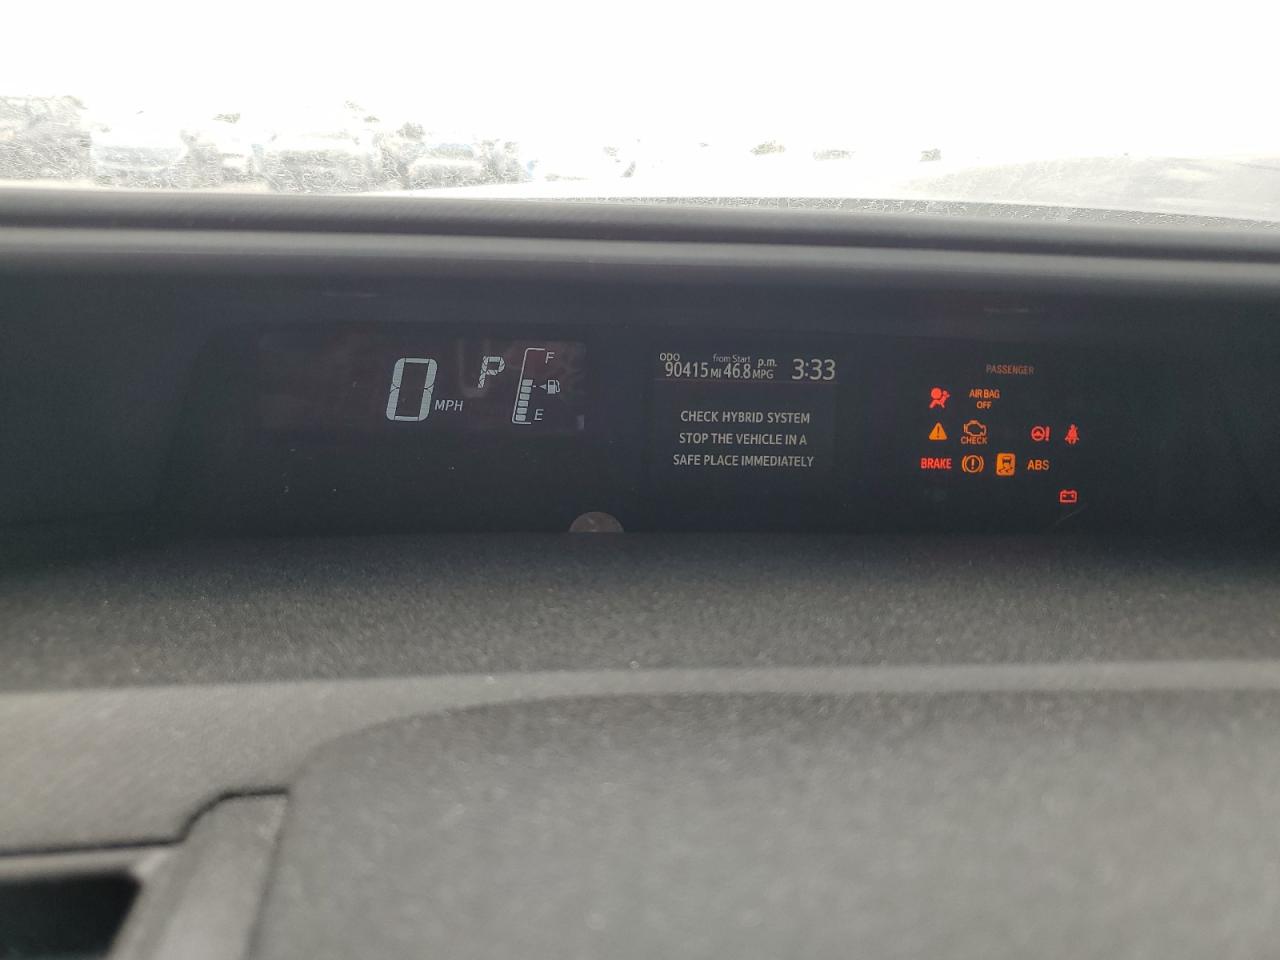 0 MPH
P
F
E
ODO from Start p.m.
90415 MI 46.8 MPG 3:33
CHECK HYBRID SYSTEM
STOP THE VEHICLE IN A
SAFE PLACE IMMEDIATELY
PASSENGER
AIR BAG
OFF
CHECK
BRAKE
ABS